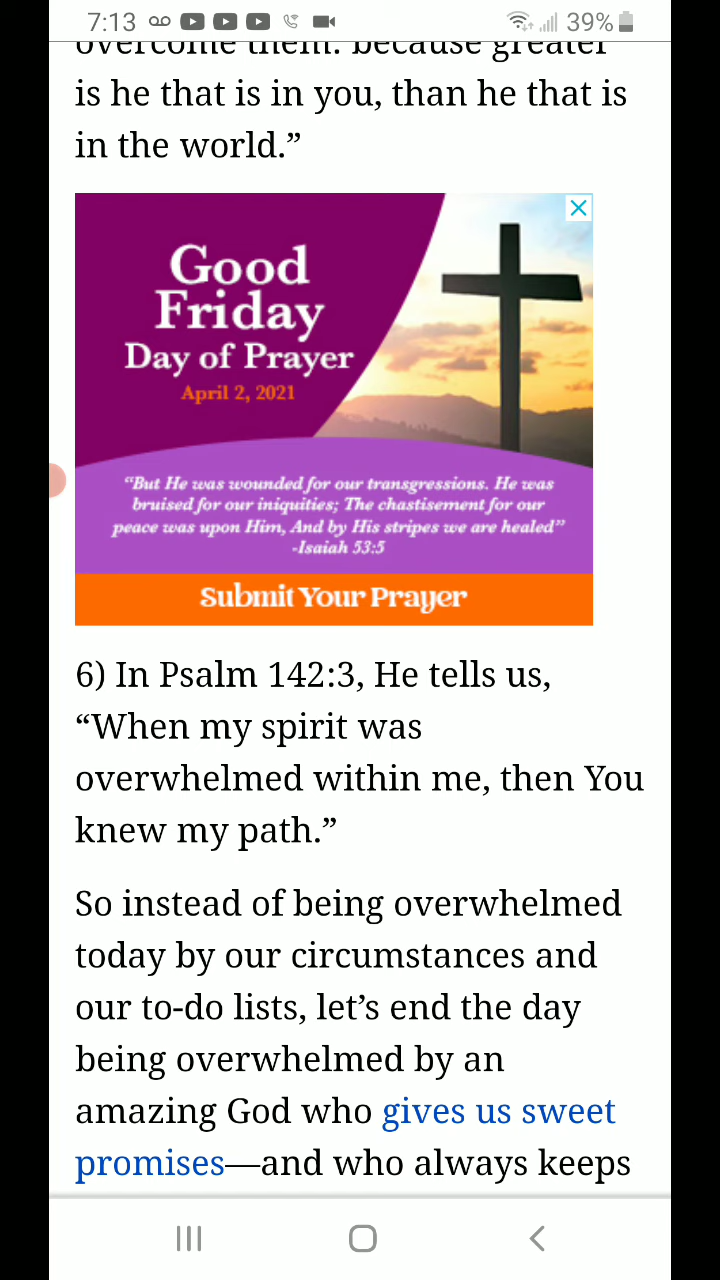 7:13
39%
overcome them: because greater
is he that is in you, than he that is
in the world.”
Good
Friday
Day of Prayer
April 2, 2021
“But He was wounded for our transgressions. He was
bruised for our iniquities; The chastisement for our
peace was upon Him, And by His stripes we are healed”
-Isaiah 53:5
Submit Your Prayer
6) In Psalm 142:3, He tells us,
“When my spirit was
overwhelmed within me, then You
knew my path.”
So instead of being overwhelmed
today by our circumstances and
our to-do lists, let’s end the day
being overwhelmed by an
amazing God who gives us sweet
promises—and who always keeps